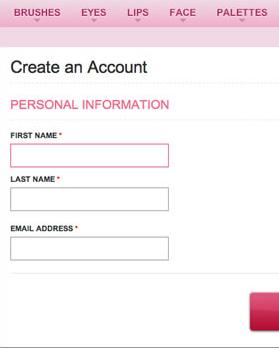 BRUSHES EYES LIPS FACE PALETTES
Create an Account
PERSONAL INFORMATION
FIRST NAME *
LAST NAME *
EMAIL ADDRESS *